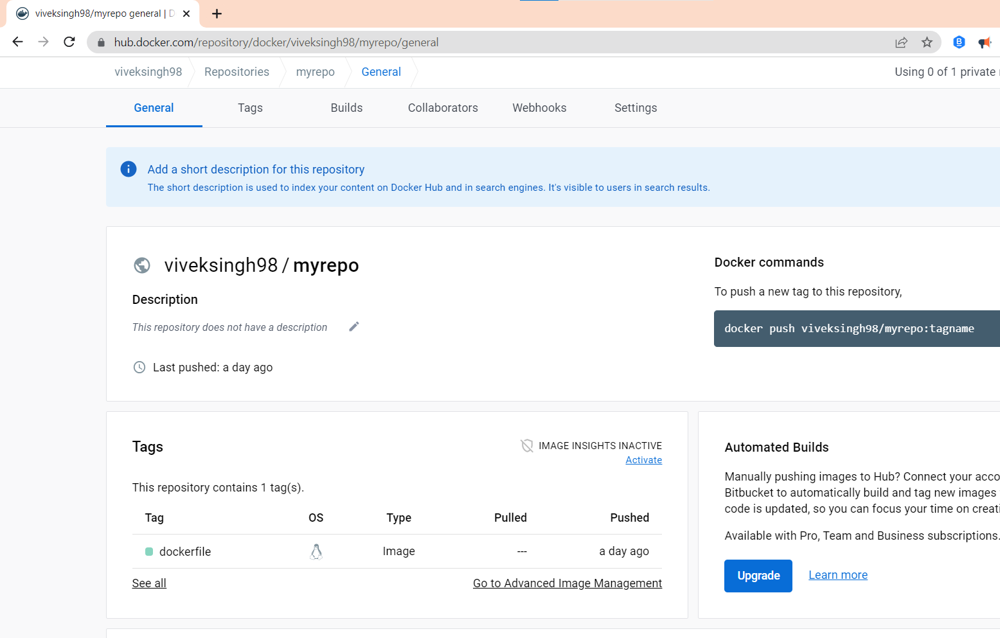 viveksingh98/myrepo general | D
hub.docker.com/repository/docker/viveksingh98/myrepo/general
viveksingh98 Repositories myrepo General Using 0 of 1 private
General Tags Builds Collaborators Webhooks Settings
Add a short description for this repository
The short description is used to index your content on Docker Hub and in search engines. It's visible to users in search results.
viveksingh98 / myrepo
Description
This repository does not have a description
Last pushed: a day ago
Docker commands
To push a new tag to this repository,
docker push viveksingh98/myrepo:tagname
Tags
IMAGE INSIGHTS INACTIVE
Activate
This repository contains 1 tag(s).
Tag OS Type Pulled Pushed
dockerfile Image --- a day ago
See all Go to Advanced Image Management
Automated Builds
Manually pushing images to Hub? Connect your acco
Bitbucket to automatically build and tag new images
code is updated, so you can focus your time on creati
Available with Pro, Team and Business subscriptions.
Upgrade Learn more